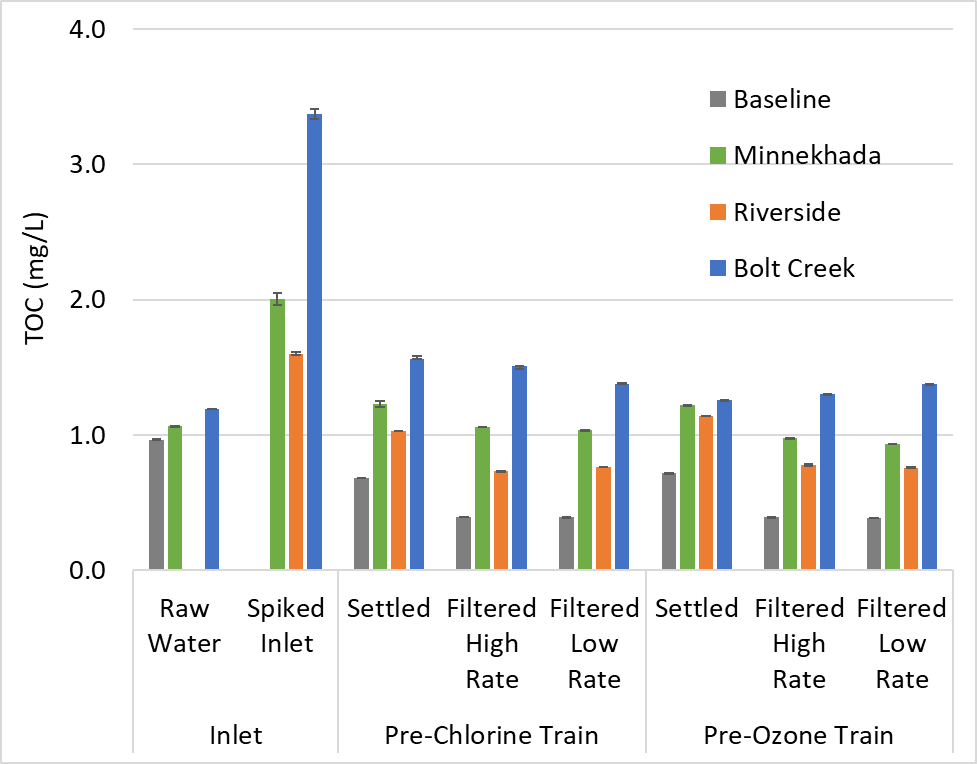 4.0
3.0
2.0
1.0
0.0
TOC (mg/L)
Baseline
Minnekhada
Riverside
Bolt Creek
Raw
Water
Spiked
Inlet
Settled
Filtered
High
Rate
Filtered
Low
Rate
Settled
Filtered
High
Rate
Filtered
Low
Rate
Inlet
Pre-Chlorine Train
Pre-Ozone Train